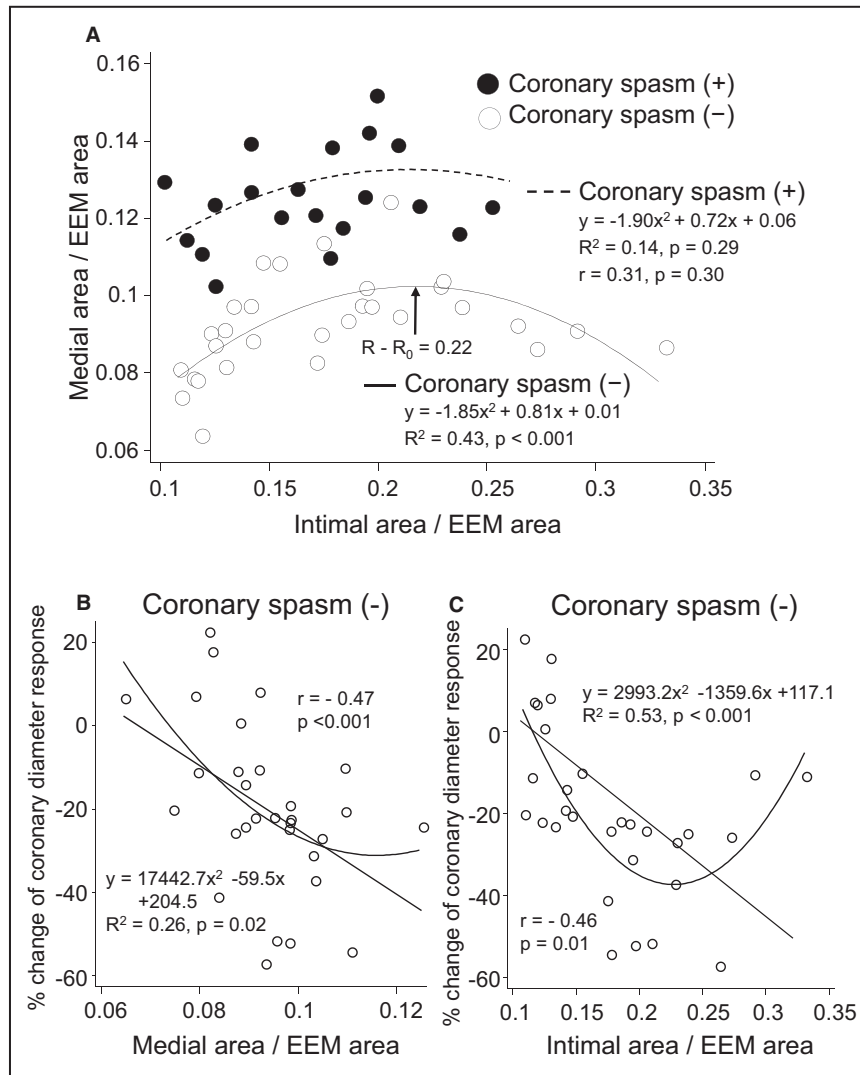 A
0.16
0.14
0.12
0.1
0.08
0.06
Medial area / EEM area
Coronary spasm (+)
Coronary spasm (−)
Coronary spasm (+)
y = -1.90x² + 0.72x + 0.06
R² = 0.14, p = 0.29
r = 0.31, p = 0.30
R - R₀ = 0.22
Coronary spasm (−)
y = -1.85x² + 0.81x + 0.01
R² = 0.43, p < 0.001
0.1 0.15 0.2 0.25 0.3 0.35
Intimal area / EEM area
B
Coronary spasm (-)
% change of coronary diameter response
20
0
-20
-40
-60
r = - 0.47
p <0.001
y = 17442.7x² -59.5x
+204.5
R² = 0.26, p = 0.02
0.06 0.08 0.1 0.12
Medial area / EEM area
C
Coronary spasm (-)
% change of coronary diameter response
20
0
-20
-40
-60
y = 2993.2x² -1359.6x +117.1
R² = 0.53, p < 0.001
r = - 0.46
p = 0.01
0.1 0.15 0.2 0.25 0.3 0.35
Intimal area / EEM area